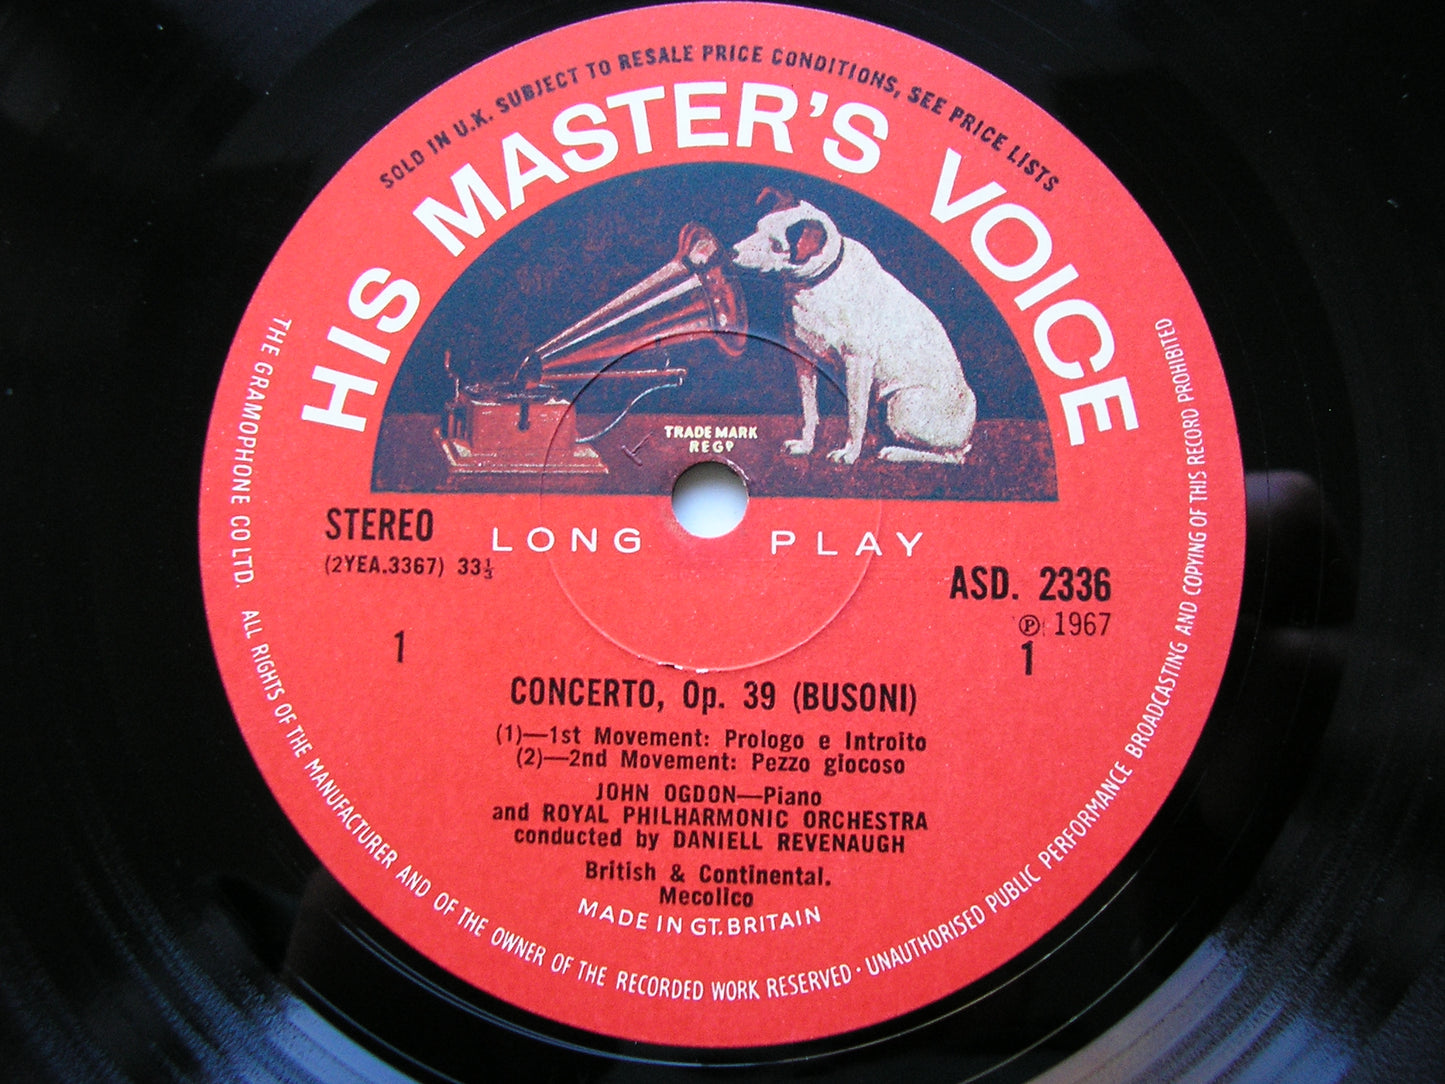 SOLD IN U.K. SUBJECT TO RESALE PRICE CONDITIONS, SEE PRICE LISTS
HIS MASTER'S VOICE
TRADE MARK
REGD
STEREO
LONG PLAY
(2YEA.3367) 33⅓
ASD. 2336
℗ 1967
1
1
CONCERTO, Op. 39 (BUSONI)
(1)—1st Movement: Prologo e Introito
(2)—2nd Movement: Pezzo giocoso
JOHN OGDON—Piano
and ROYAL PHILHARMONIC ORCHESTRA
conducted by DANIELL REVENAUGH
British & Continental.
Mecolico
MADE IN GT. BRITAIN
THE GRAMOPHONE CO LTD. ALL RIGHTS OF THE MANUFACTURER AND OF THE OWNER OF THE RECORDED WORK RESERVED · UNAUTHORISED PUBLIC PERFORMANCE BROADCASTING AND COPYING OF THIS RECORD PROHIBITED